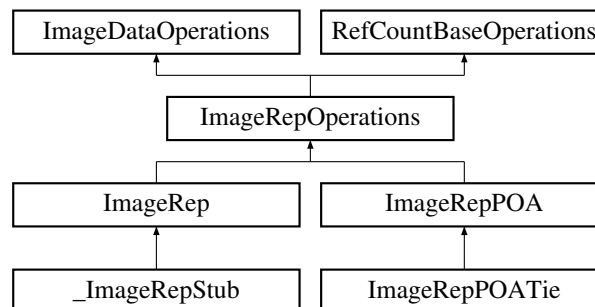 ImageDataOperations
RefCountBaseOperations
ImageRepOperations
ImageRep
ImageRepPOA
_ImageRepStub
ImageRepPOATie